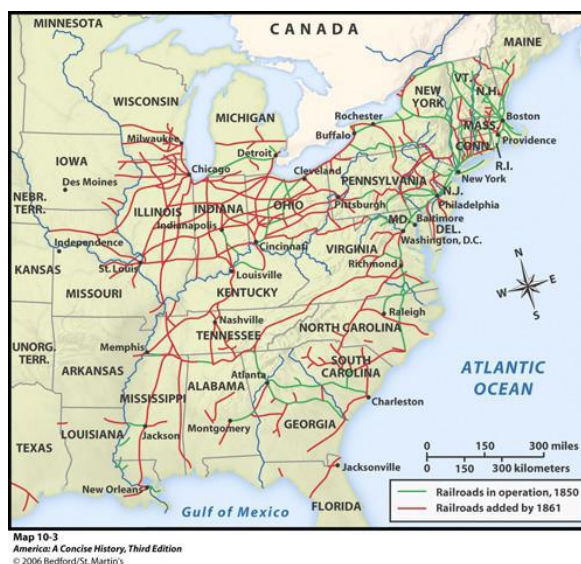 MINNESOTA
CANADA
MAINE
WISCONSIN
MICHIGAN
NEW
YORK
VT.
N.H.
MASS.
CONN.
R.I.
Boston
Providence
Rochester
Buffalo
Milwaukee
Detroit
Chicago
Cleveland
New York
IOWA
Des Moines
NEBR.
TERR.
ILLINOIS
INDIANA
Indianapolis
OHIO
PENNSYLVANIA
Pittsburgh
N.J.
Philadelphia
MD.
Baltimore
DEL.
Washington, D.C.
Independence
St. Louis
Cincinnati
Louisville
VIRGINIA
Richmond
KANSAS
MISSOURI
KENTUCKY
N
W
E
S
UNORG.
TERR.
Nashville
TENNESSEE
Memphis
Raleigh
NORTH CAROLINA
ARKANSAS
SOUTH
CAROLINA
Atlanta
ATLANTIC
OCEAN
MISSISSIPPI
ALABAMA
Charleston
LOUISIANA
Jackson
Montgomery
GEORGIA
TEXAS
Jacksonville
New Orleans
FLORIDA
Gulf of Mexico
0 150 300 miles
0 150 300 kilometers
Railroads in operation, 1850
Railroads added by 1861
Map 10-3
America: A Concise History, Third Edition
© 2006 Bedford/St. Martin's